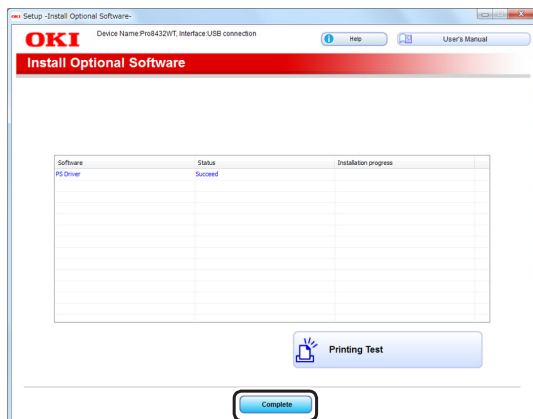 OKI Setup -Install Optional Software-
OKI Device Name:Pro8432WT, Interface:USB connection Help User's Manual
Install Optional Software
Software Status Installation progress
PS Driver Succeed
Printing Test
Complete